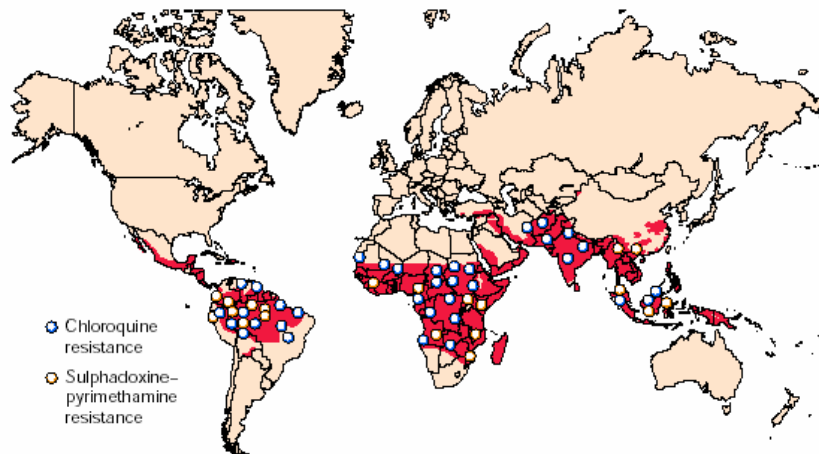 Chloroquine
resistance
Sulphadoxine–
pyrimethamine
resistance